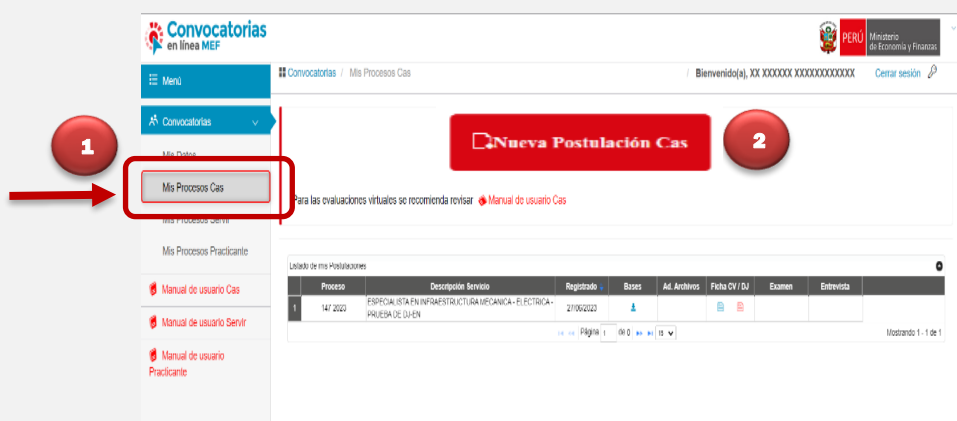 Convocatorias
en línea MEF
PERÚ
Ministerio
de Economía y Finanzas
Menú
Convocatorias / Mis Procesos Cas
/ Bienvenido(a), XX XXXXXX XXXXXXXXXXXX
Cerrar sesión
Convocatorias
1
Mis Datos
Mis Procesos Cas
Mis Procesos Servir
Mis Procesos Practicante
Manual de usuario Cas
Manual de usuario Servir
Manual de usuario
Practicante
Nueva Postulación Cas
2
Para las evaluaciones virtuales se recomienda revisar Manual de usuario Cas
Listado de mis Postulaciones
Proceso Descripción Servicio Registrado Bases Ad. Archivos Ficha CV / DJ Examen Entrevista
1 147 2023 ESPECIALISTA EN INFRAESTRUCTURA MECANICA - ELECTRICA -
PRUEBA DE DJ-EN 27/06/2023
Página 1 de 0 15
Mostrando 1 - 1 de 1